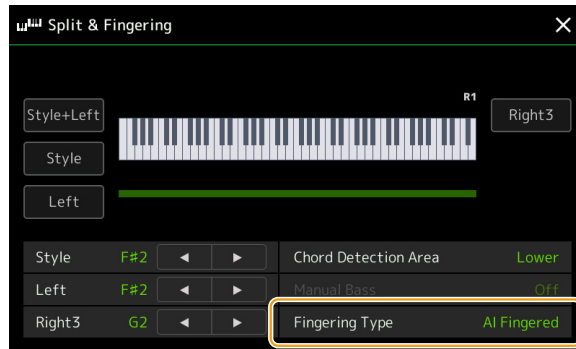 Split & Fingering
R1
Style+Left
Right3
Style
Left
Style F#2 Chord Detection Area Lower
Left F#2 Manual Bass Off
Right3 G2 Fingering Type AI Fingered